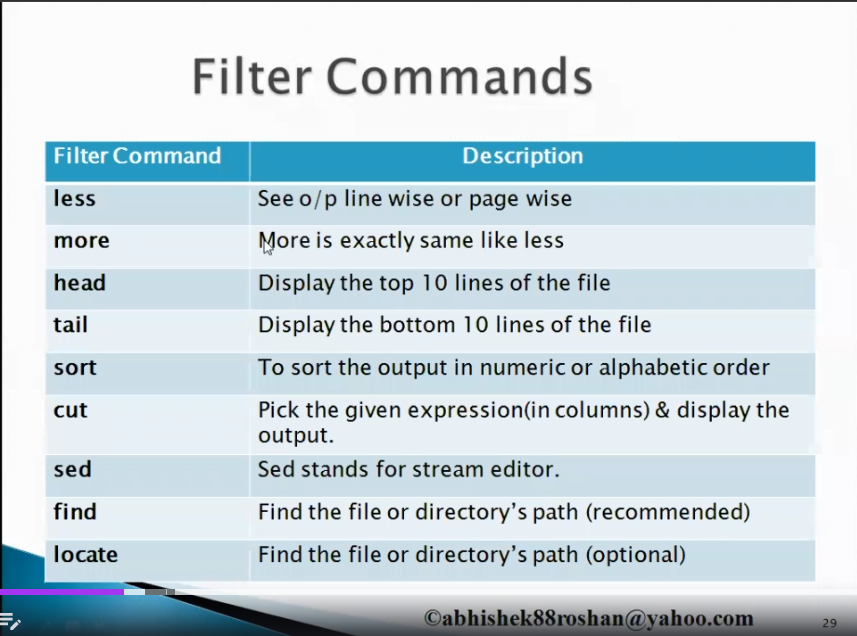 Filter Commands
Filter Command Description
less See o/p line wise or page wise
more More is exactly same like less
head Display the top 10 lines of the file
tail Display the bottom 10 lines of the file
sort To sort the output in numeric or alphabetic order
cut Pick the given expression(in columns) & display the
output.
sed Sed stands for stream editor.
find Find the file or directory's path (recommended)
locate Find the file or directory's path (optional)
©abhishek88roshan@yahoo.com
29